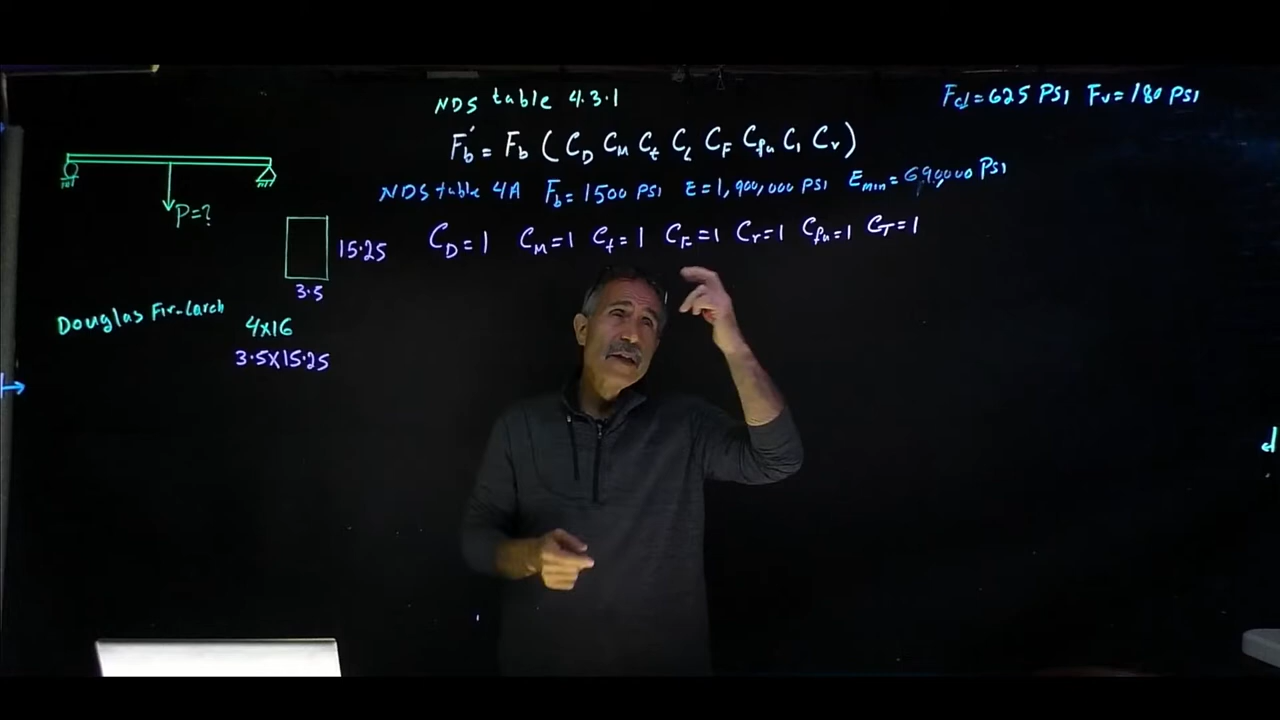 NDS table 4.3.1
F'b = Fb ( CD CM Ct CL CF Cfu Ci Cr )
NDS table 4A Fb = 1500 PSI E = 1,900,000 PSI Emin = 690,000 PSI
Fc⊥ = 625 PSI Fv = 180 PSI
CD = 1 CM = 1 Ct = 1 CF = 1 Cr = 1 Cfu = 1 CT = 1
P = ?
15.25
3.5
Douglas Fir-Larch
4x16
3.5X15.25
d